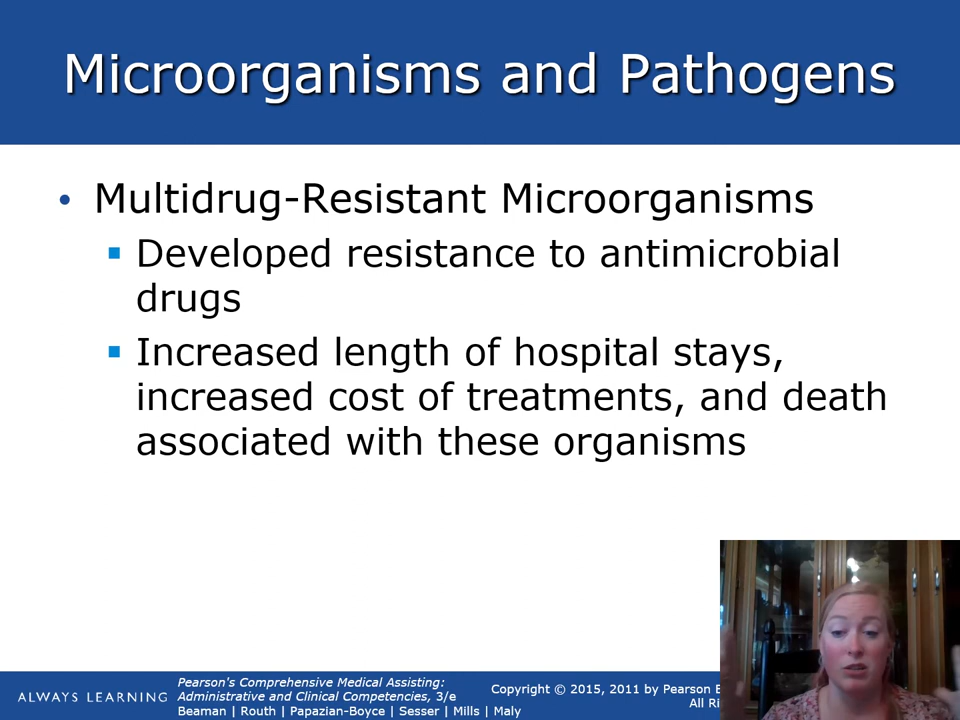 Microorganisms and Pathogens
• Multidrug-Resistant Microorganisms
▪ Developed resistance to antimicrobial
drugs
▪ Increased length of hospital stays,
increased cost of treatments, and death
associated with these organisms
ALWAYS LEARNING
Pearson's Comprehensive Medical Assisting:
Administrative and Clinical Competencies, 3/e
Beaman | Routh | Papazian-Boyce | Sesser | Mills | Maly
Copyright © 2015, 2011 by Pearson
All